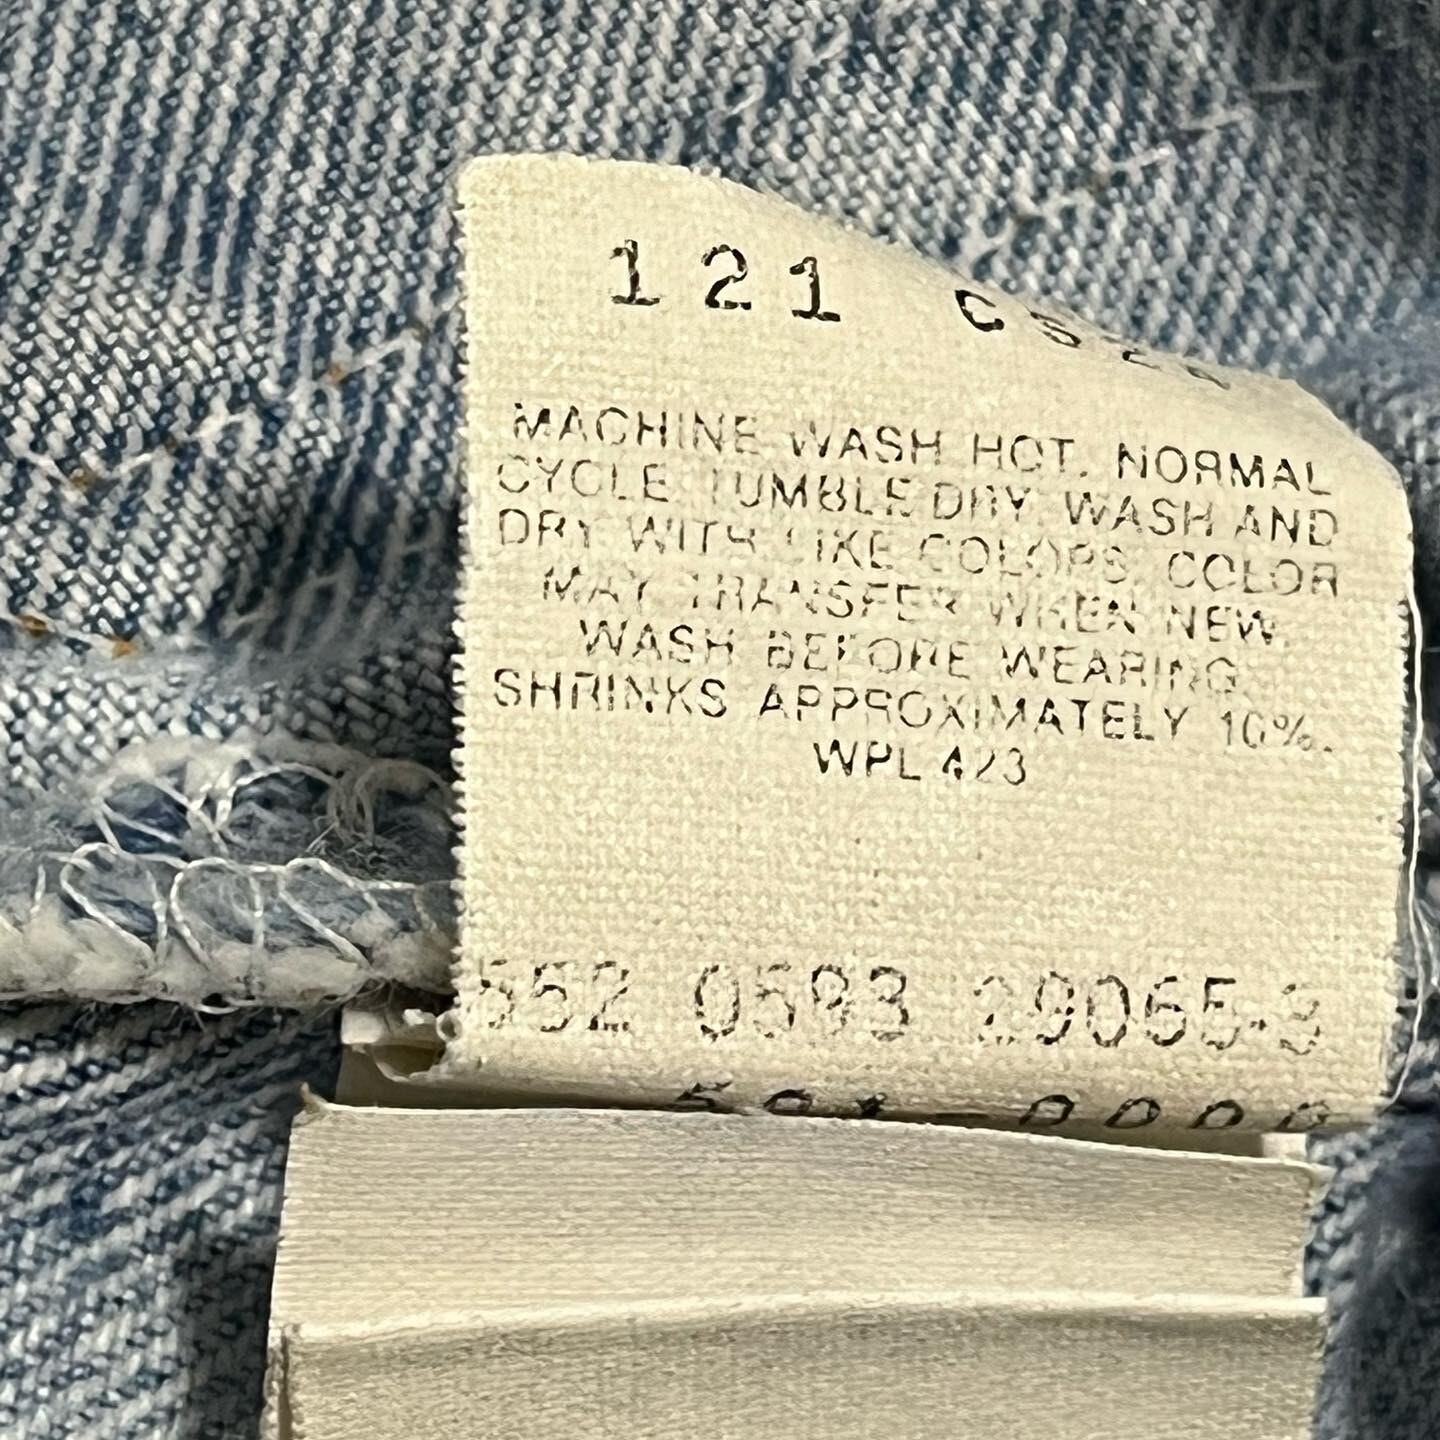 121
MACHINE WASH HOT. NORMAL
CYCLE TUMBLE DRY WASH AND
DRY WITH LIKE COLORS. COLOR
MAY TRANSFER WHEN NEW.
WASH BEFORE WEARING.
SHRINKS APPROXIMATELY 10%.
WPL 423
552 0593 29065-3